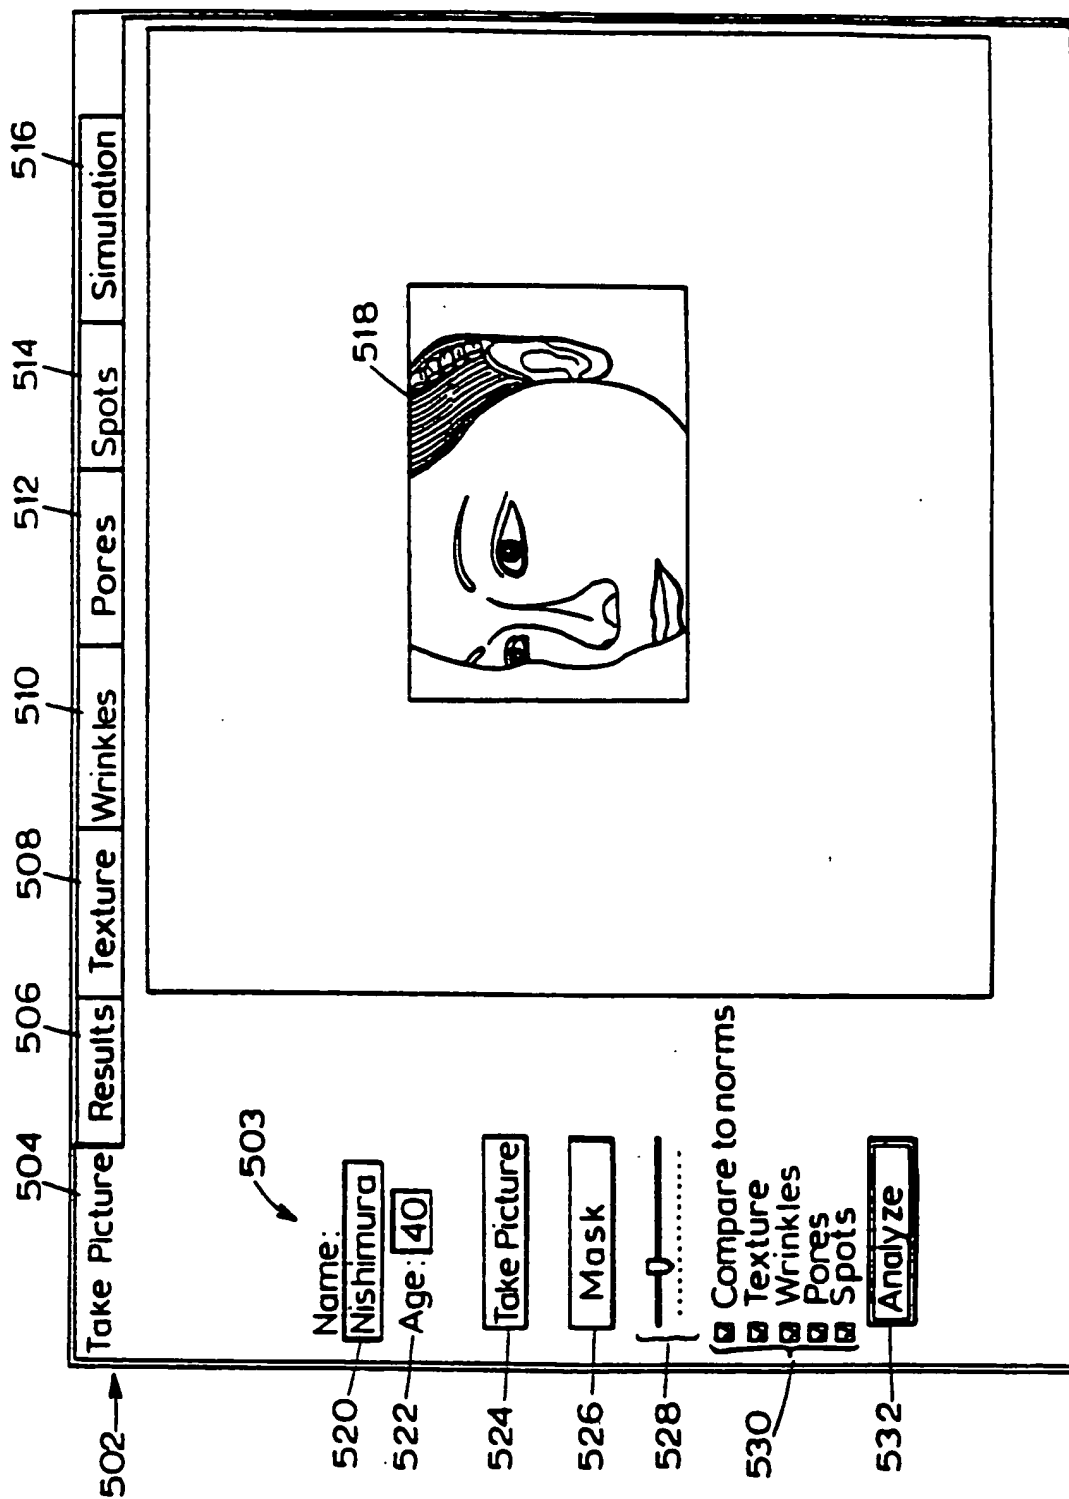 504 506 508 510 512 514 516
Take Picture Results Texture Wrinkles Pores Spots Simulation
502
503
518
Name:
520 Nishimura
522 Age: 40
524 Take Picture
526 Mask
528
530
Compare to norms
Texture
Wrinkles
Pores
Spots
532 Analyze